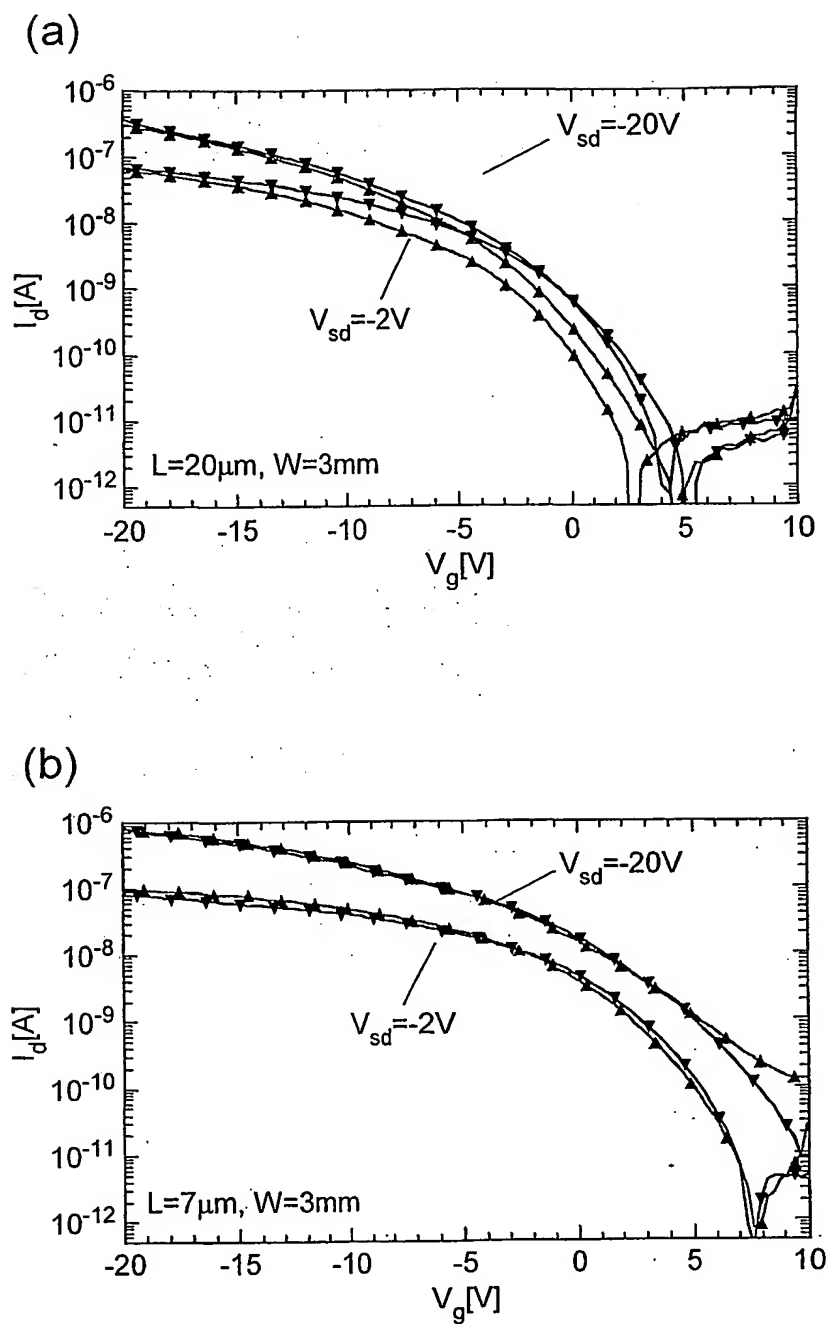 (a)
10⁻⁶
10⁻⁷
10⁻⁸
10⁻⁹
10⁻¹⁰
10⁻¹¹
10⁻¹²
I_d[A]
V_sd=-20V
V_sd=-2V
L=20μm, W=3mm
-20 -15 -10 -5 0 5 10
V_g[V]
(b)
10⁻⁶
10⁻⁷
10⁻⁸
10⁻⁹
10⁻¹⁰
10⁻¹¹
10⁻¹²
I_d[A]
V_sd=-20V
V_sd=-2V
L=7μm, W=3mm
-20 -15 -10 -5 0 5 10
V_g[V]